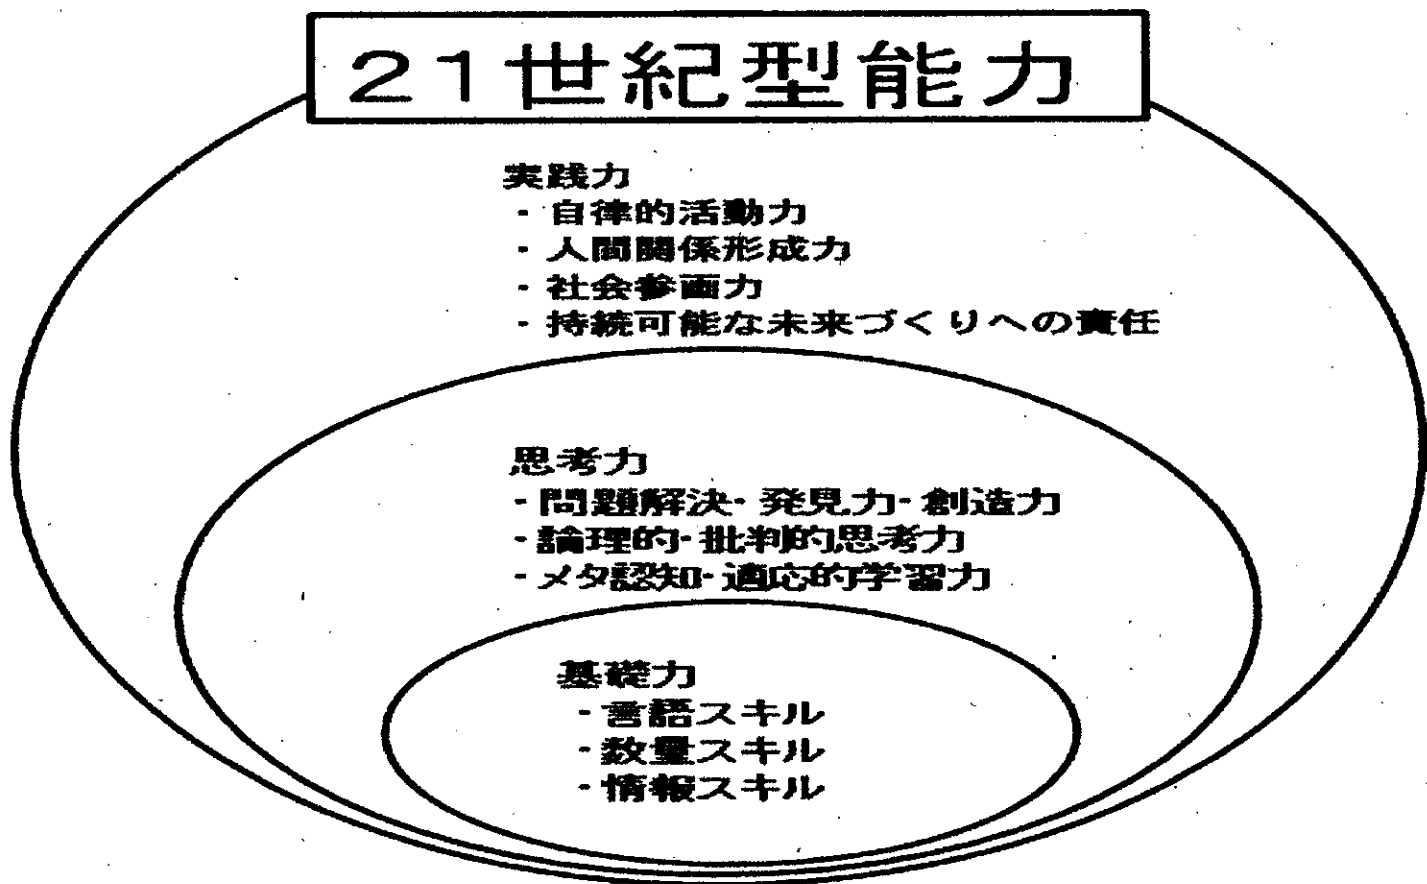 21世紀型能力
実践力
・自律的活動力
・人間関係形成力
・社会参画力
・持続可能な未来づくりへの責任
思考力
・問題解決・発見力・創造力
・論理的・批判的思考力
・メタ認知・適応的学習力
基礎力
・言語スキル
・数量スキル
・情報スキル